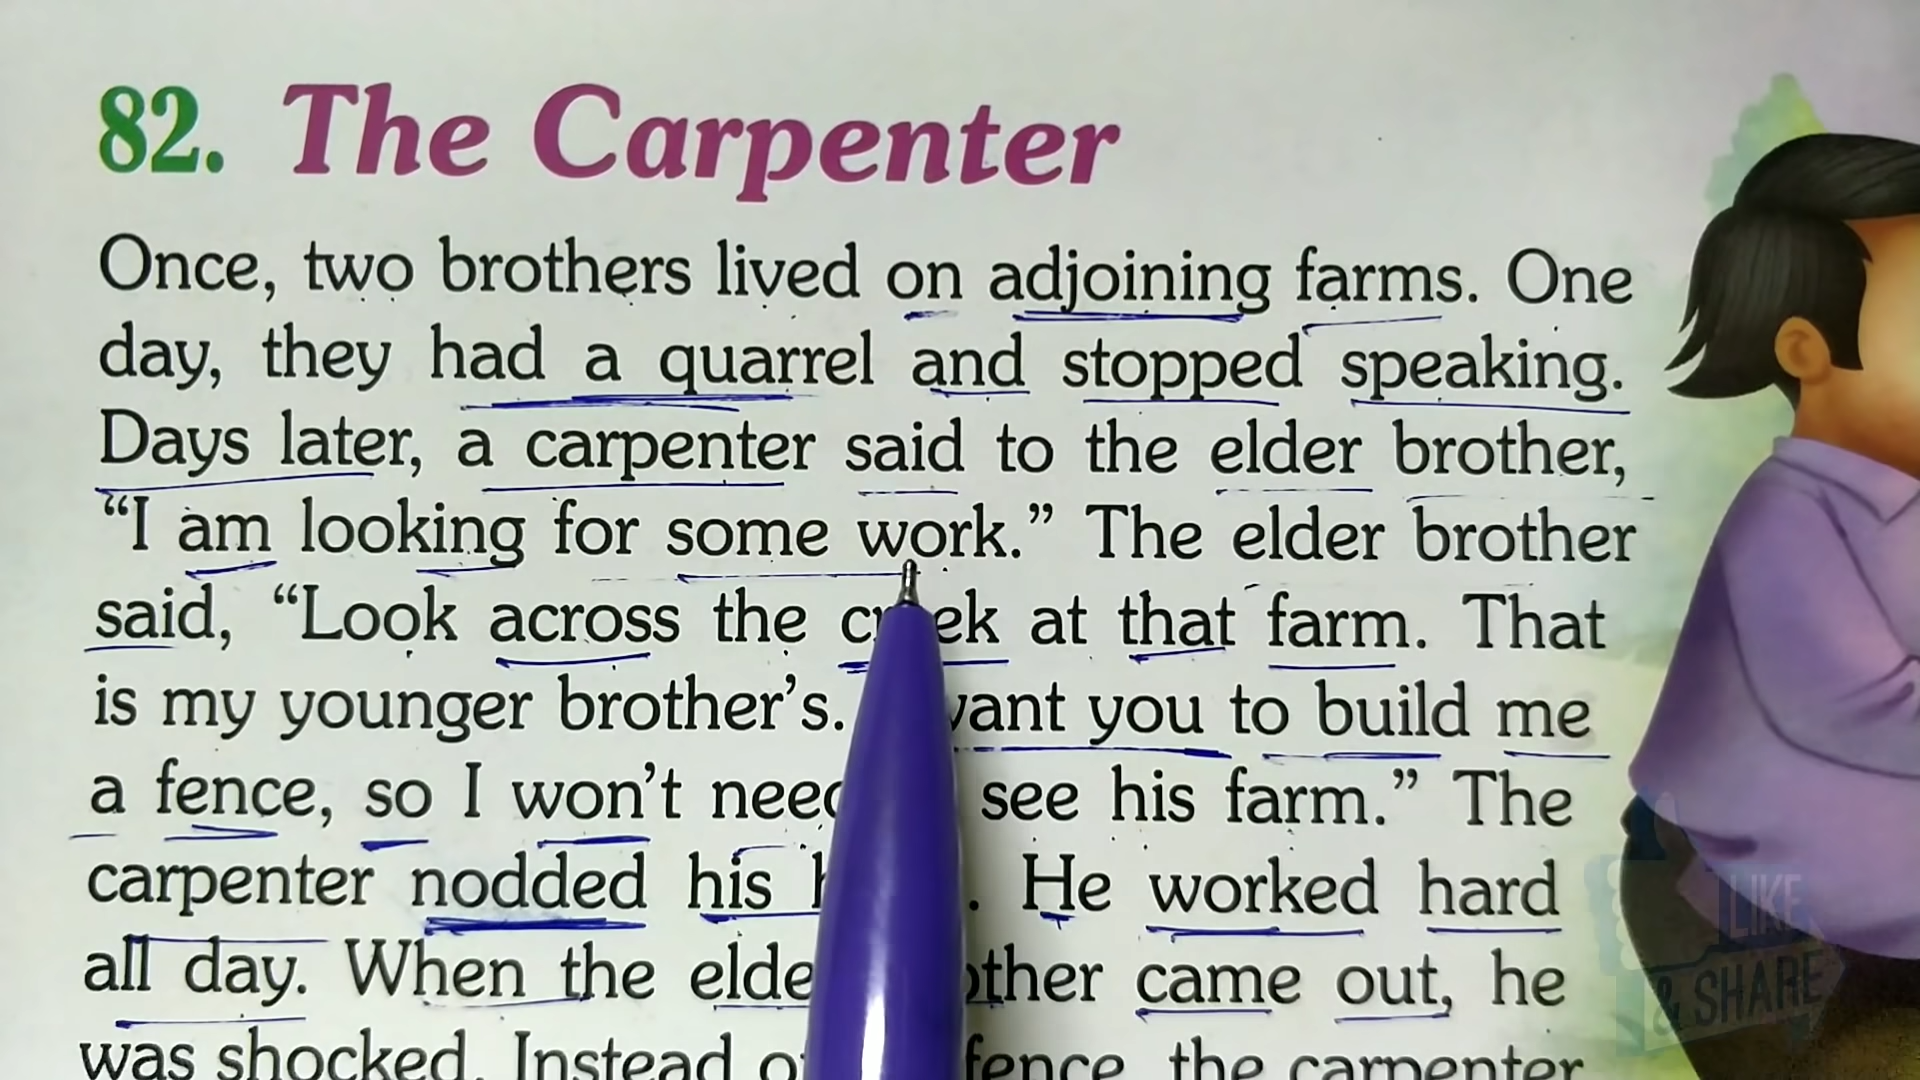 82. The Carpenter
Once, two brothers lived on adjoining farms. One
day, they had a quarrel and stopped speaking.
Days later, a carpenter said to the elder brother,
“I am looking for some work.” The elder brother
said, “Look across the at that farm. That
is my younger brother’s. you to build me
a fence, so I won’t see his farm.” The
carpenter nodded his . He worked hard
all day. When the came out, he
was shocked. Instead fence, the carpenter
LIKE
& SHARE